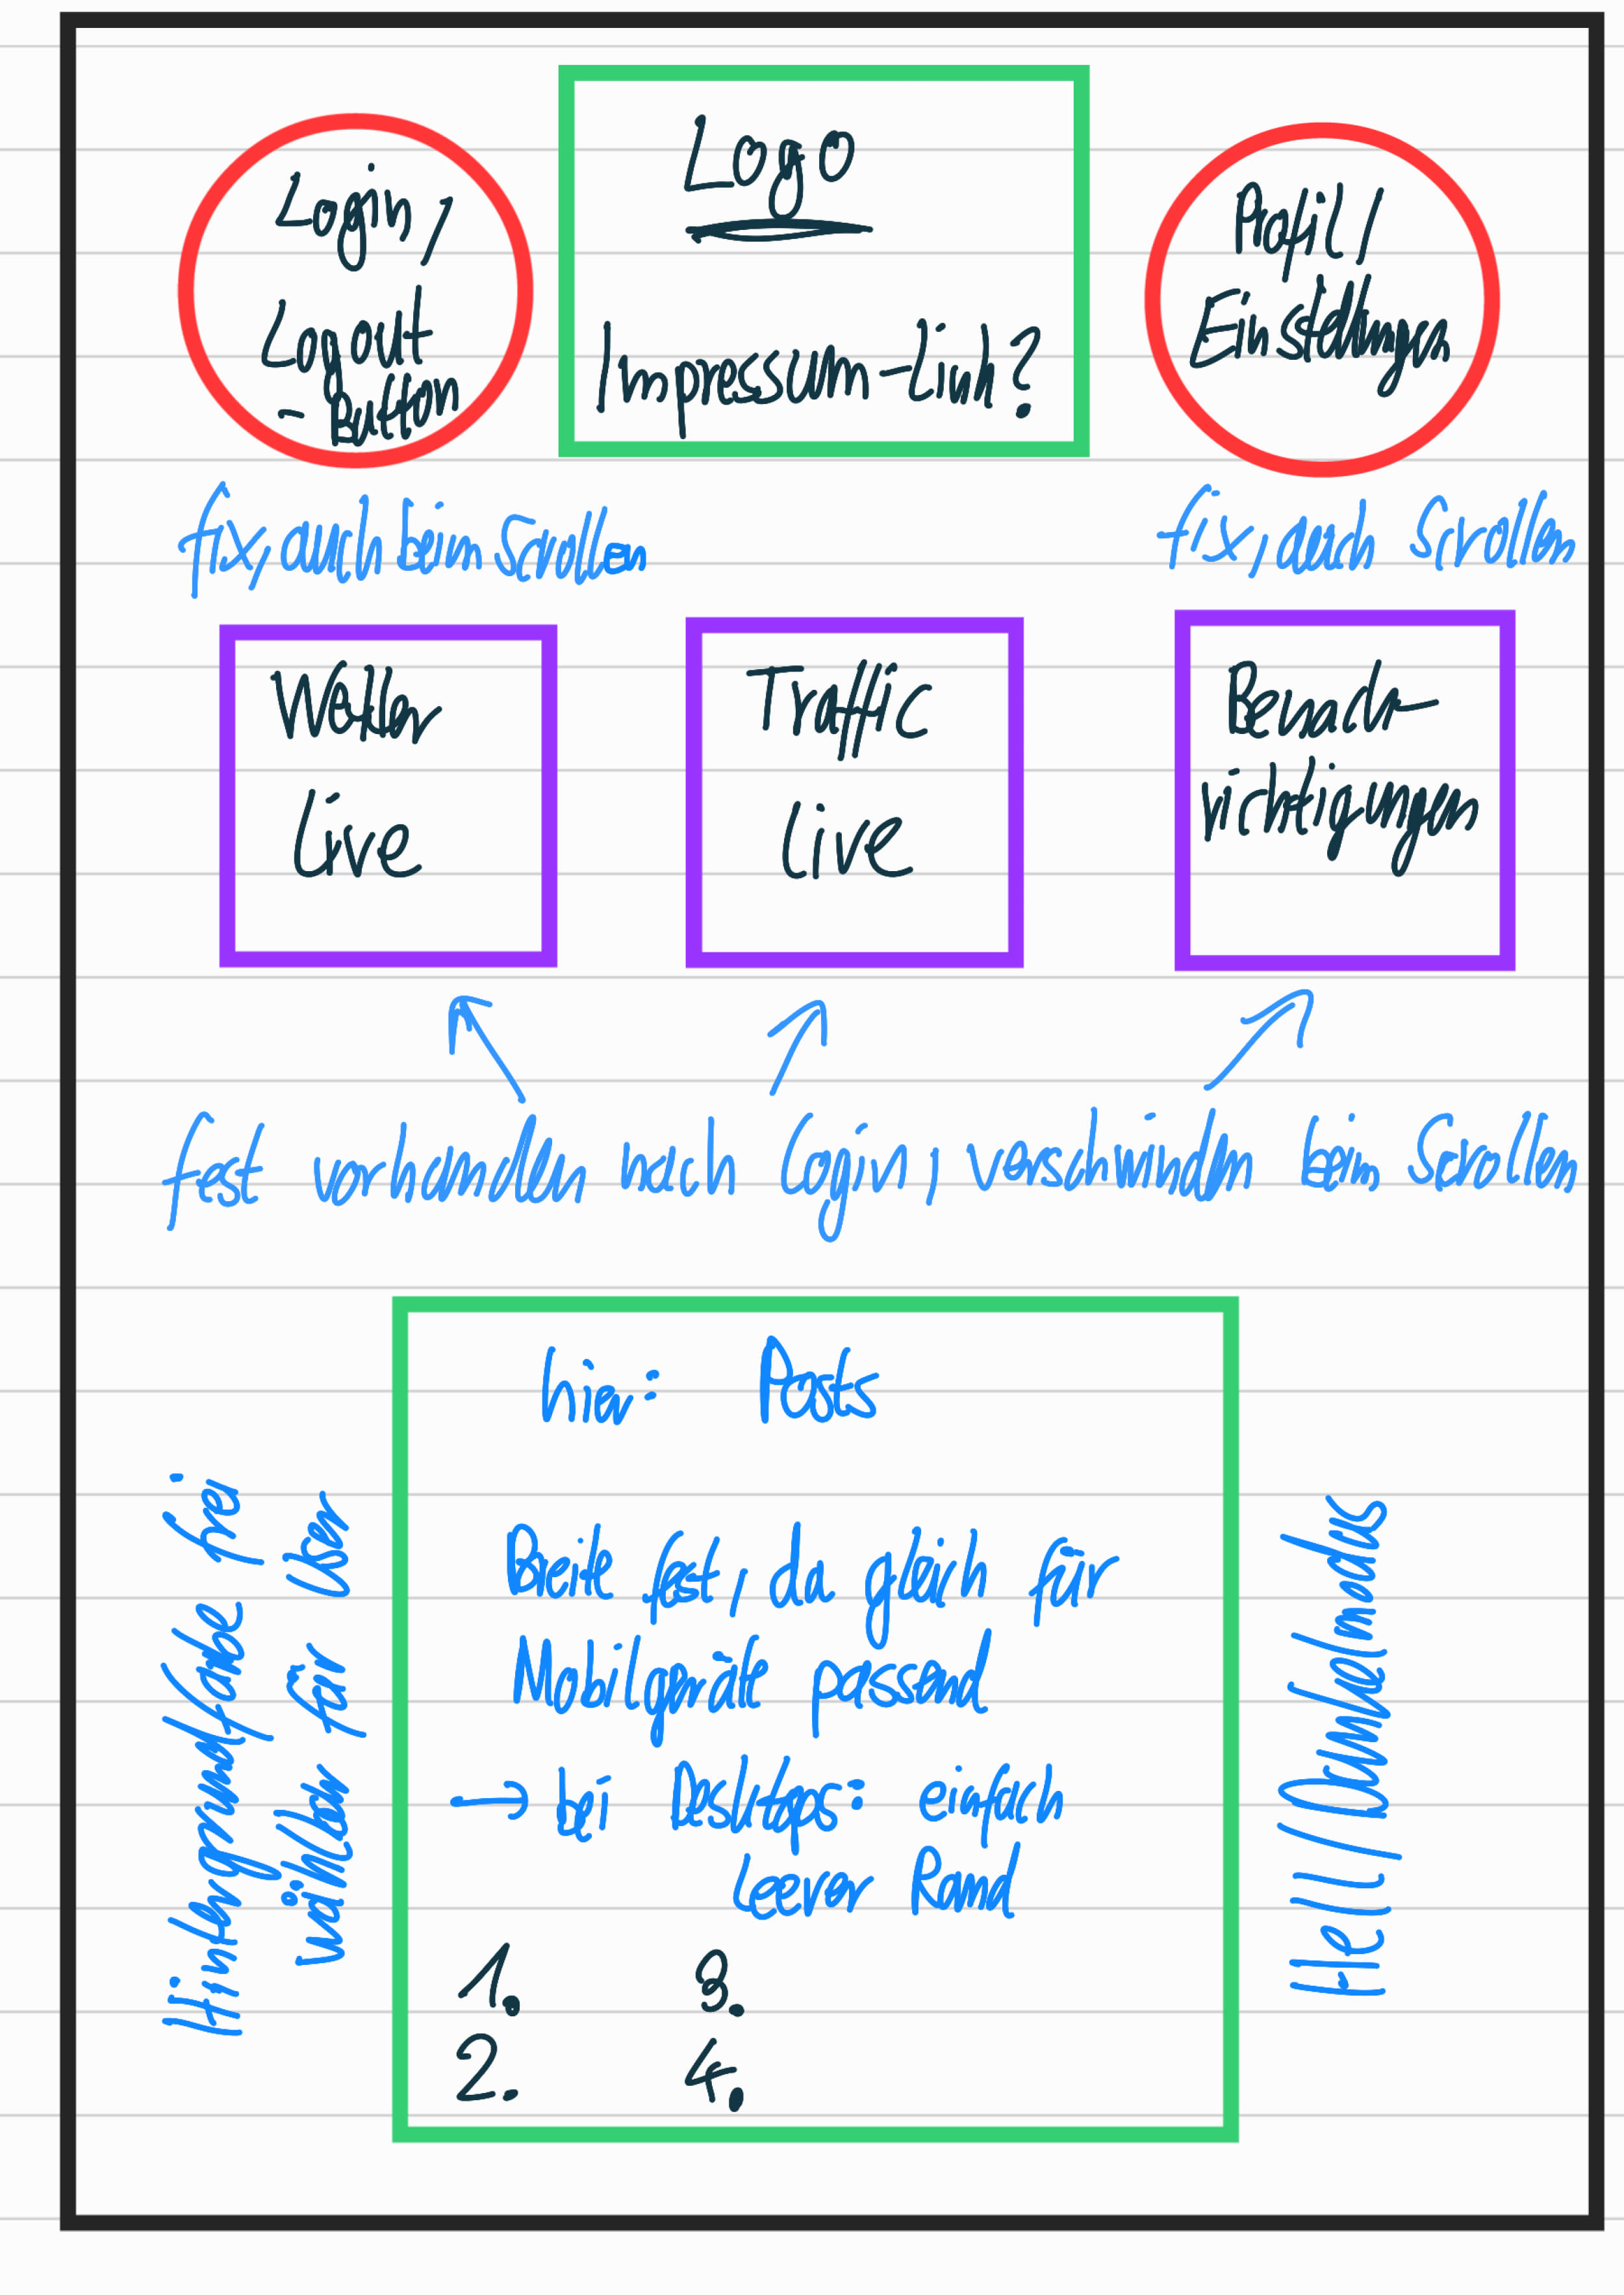 Login /
Logout
-Button
Logo
Impressum-Link?
Profil /
Einstellungen
fix, auch beim Scrollen
fix, auch Scrollen
Wetter
Live
Traffic
Live
Benach-
richtigungen
fest vorhanden nach Login, verschwinden beim Scrollen
hier: Posts
Breite fest, da gleich für
Mobilgeräte passend
→ bei Desktops: einfach
leerer Rand
1. 3.
2. 4.
Hintergrundfarbe frei
wählbar für User
Hell/Dunkelmodus